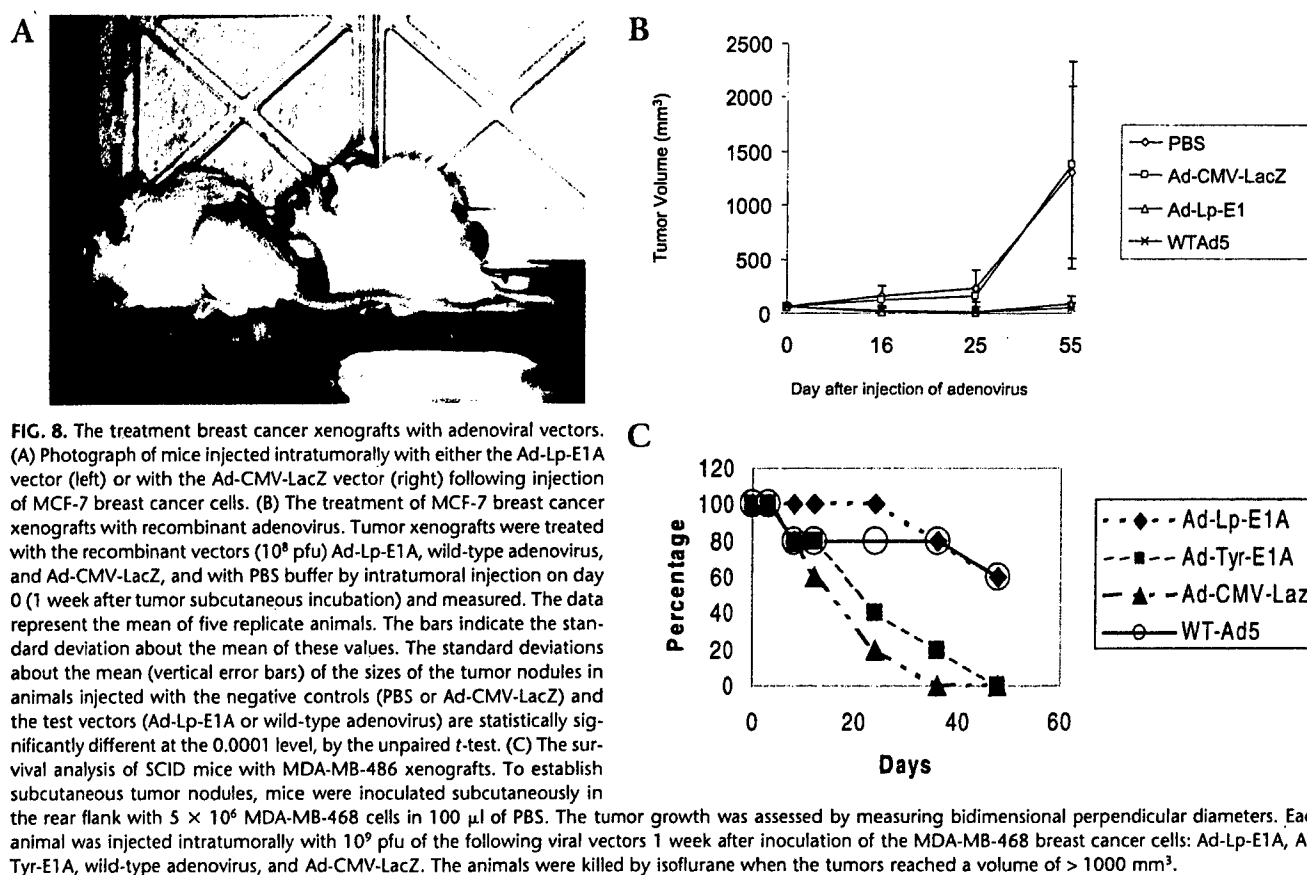 A
B
2500
2000
1500
1000
500
0
Tumor Volume (mm³)
0 16 25 55
Day after injection of adenovirus
PBS
Ad-CMV-LacZ
Ad-Lp-E1
WTAd5
FIG. 8. The treatment breast cancer xenografts with adenoviral vectors.
(A) Photograph of mice injected intratumorally with either the Ad-Lp-E1A
vector (left) or with the Ad-CMV-LacZ vector (right) following injection
of MCF-7 breast cancer cells. (B) The treatment of MCF-7 breast cancer
xenografts with recombinant adenovirus. Tumor xenografts were treated
with the recombinant vectors (10⁸ pfu) Ad-Lp-E1A, wild-type adenovirus,
and Ad-CMV-LacZ, and with PBS buffer by intratumoral injection on day
0 (1 week after tumor subcutaneous incubation) and measured. The data
represent the mean of five replicate animals. The bars indicate the stan-
dard deviation about the mean of these values. The standard deviations
about the mean (vertical error bars) of the sizes of the tumor nodules in
animals injected with the negative controls (PBS or Ad-CMV-LacZ) and
the test vectors (Ad-Lp-E1A or wild-type adenovirus) are statistically sig-
nificantly different at the 0.0001 level, by the unpaired t-test. (C) The sur-
vival analysis of SCID mice with MDA-MB-486 xenografts. To establish
subcutaneous tumor nodules, mice were inoculated subcutaneously in
the rear flank with 5 × 10⁶ MDA-MB-468 cells in 100 μl of PBS. The tumor growth was assessed by measuring bidimensional perpendicular diameters. Eac
animal was injected intratumorally with 10⁹ pfu of the following viral vectors 1 week after inoculation of the MDA-MB-468 breast cancer cells: Ad-Lp-E1A, A
Tyr-E1A, wild-type adenovirus, and Ad-CMV-LacZ. The animals were killed by isoflurane when the tumors reached a volume of > 1000 mm³.
C
120
100
80
60
40
20
0
Percentage
0 20 40 60
Days
Ad-Lp-E1A
Ad-Tyr-E1A
Ad-CMV-Laz
WT-Ad5